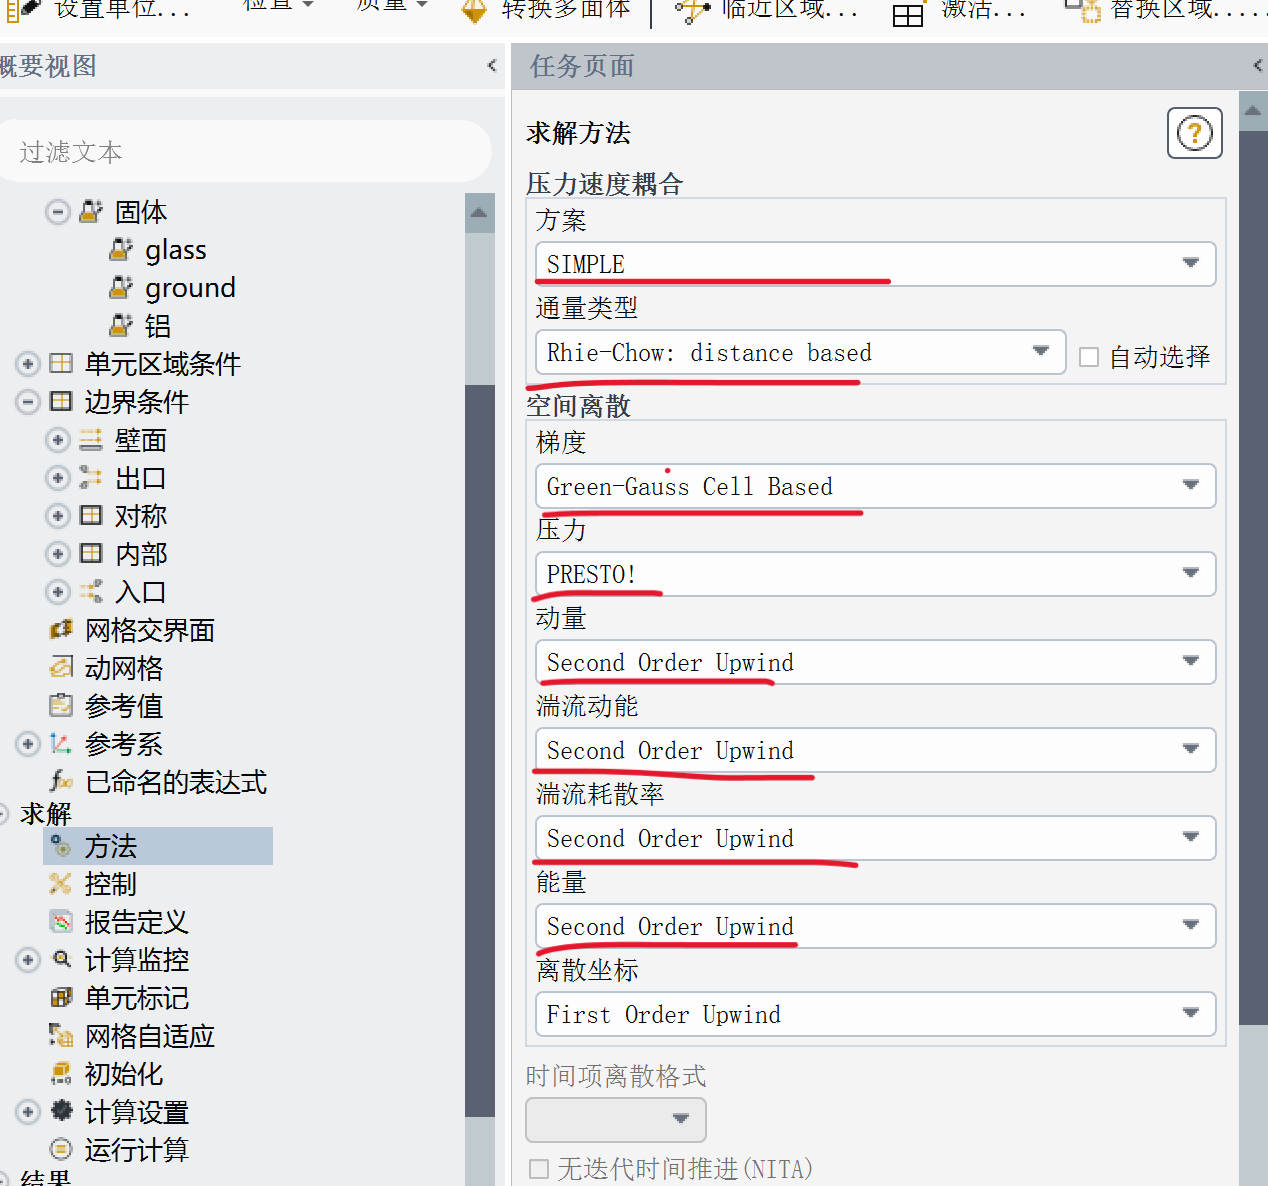 设置单位...
检查
质量
转换多面体
临近区域...
激活...
替换区域.....
概要视图
任务页面
过滤文本
固体
glass
ground
铝
单元区域条件
边界条件
壁面
出口
对称
内部
入口
网格交界面
动网格
参考值
参考系
已命名的表达式
求解
方法
控制
报告定义
计算监控
单元标记
网格自适应
初始化
计算设置
运行计算
结果
求解方法
压力速度耦合
方案
SIMPLE
通量类型
Rhie-Chow: distance based
自动选择
空间离散
梯度
Green-Gauss Cell Based
压力
PRESTO!
动量
Second Order Upwind
湍流动能
Second Order Upwind
湍流耗散率
Second Order Upwind
能量
Second Order Upwind
离散坐标
First Order Upwind
时间项离散格式
无迭代时间推进(NITA)